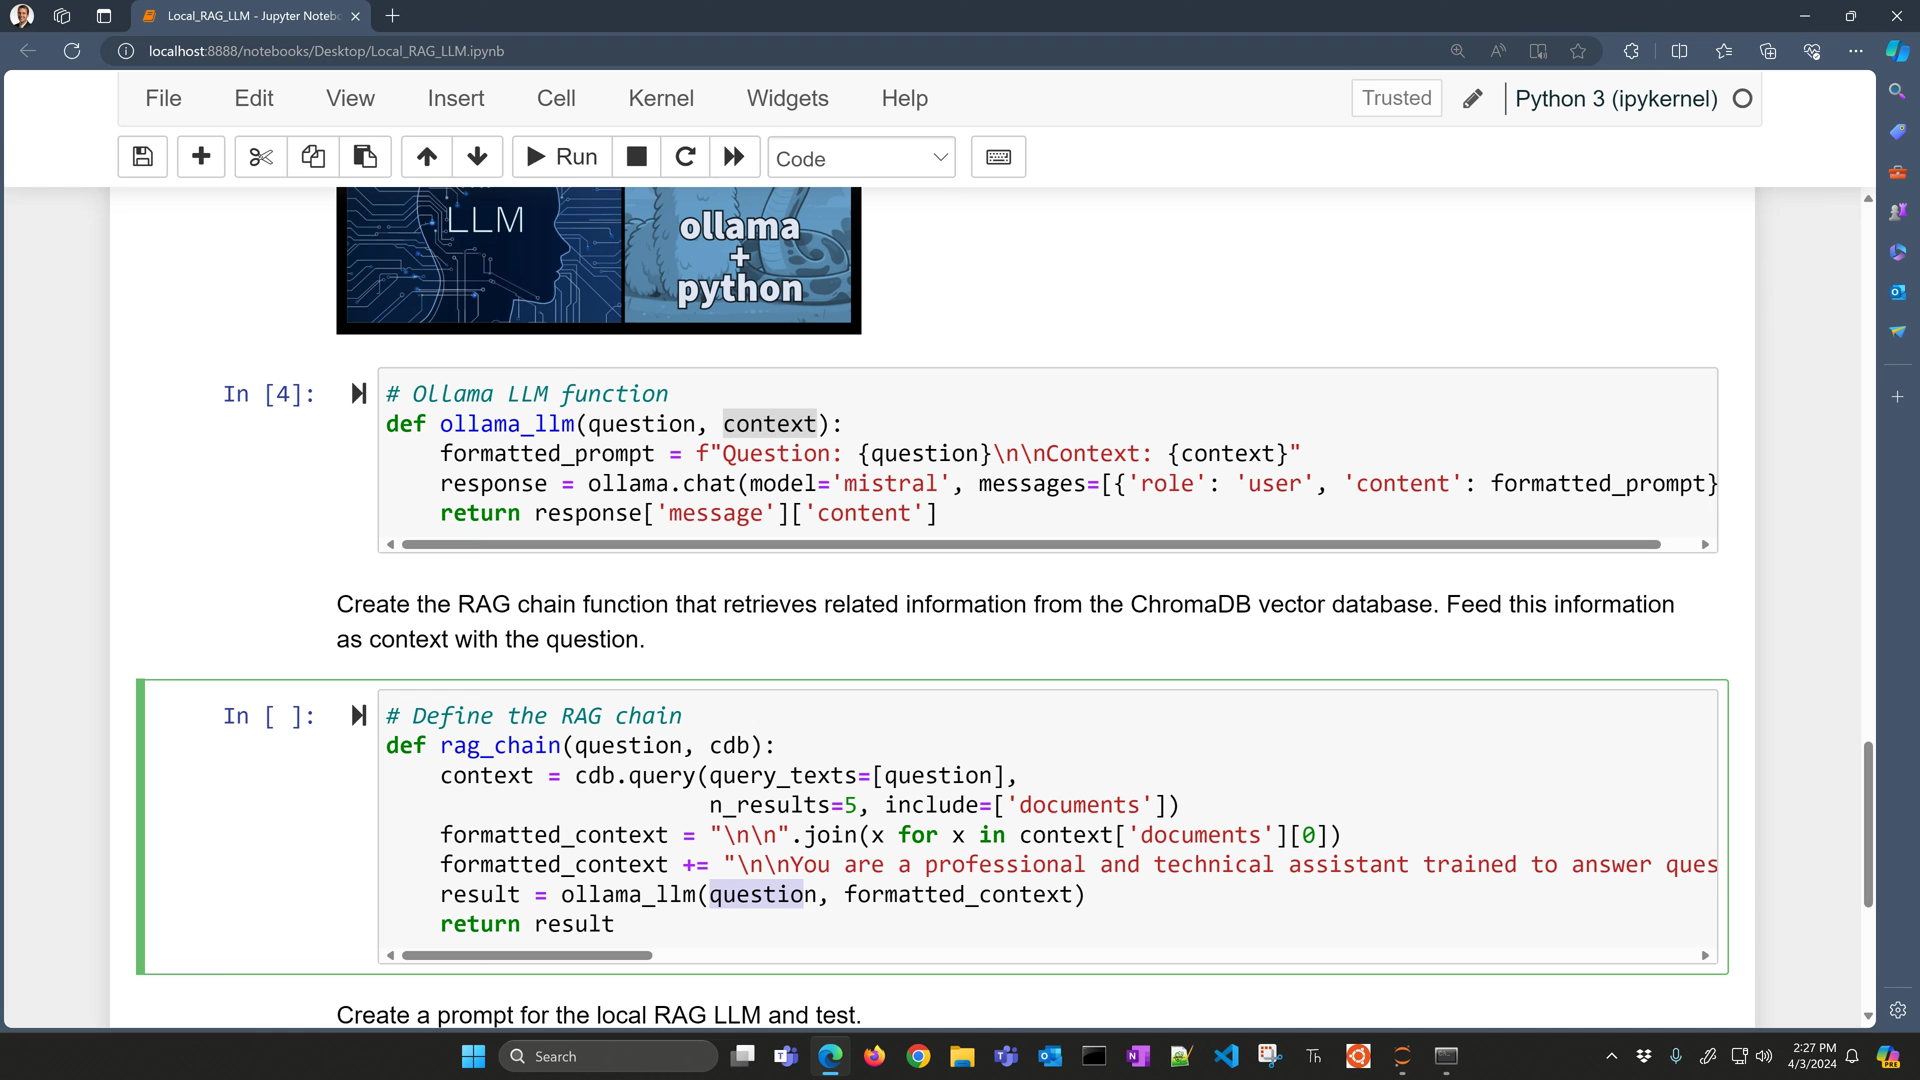 Local_RAG_LLM - Jupyter Noteb
localhost:8888/notebooks/Desktop/Local_RAG_LLM.ipynb
File Edit View Insert Cell Kernel Widgets Help
Trusted
Python 3 (ipykernel)
Run
Code
LLM
ollama
+
python
In [4]:
# Ollama LLM function
def ollama_llm(question, context):
    formatted_prompt = f"Question: {question}\n\nContext: {context}"
    response = ollama.chat(model='mistral', messages=[{'role': 'user', 'content': formatted_prompt}
    return response['message']['content']
Create the RAG chain function that retrieves related information from the ChromaDB vector database. Feed this information
as context with the question.
In [ ]:
# Define the RAG chain
def rag_chain(question, cdb):
    context = cdb.query(query_texts=[question],
                        n_results=5, include=['documents'])
    formatted_context = "\n\n".join(x for x in context['documents'][0])
    formatted_context += "\n\nYou are a professional and technical assistant trained to answer ques
    result = ollama_llm(question, formatted_context)
    return result
Create a prompt for the local RAG LLM and test.
Search
Th
2:27 PM
4/3/2024
PRE